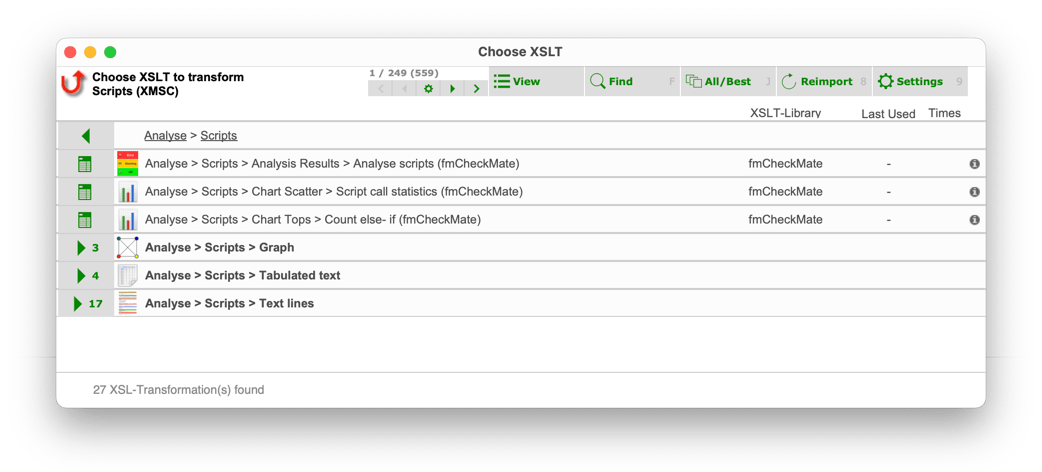 Choose XSLT
Choose XSLT to transform
Scripts (XMSC)
1 / 249 (559)
View
Find F
All/Best J
Reimport 8
Settings 9
XSLT-Library Last Used Times
Analyse > Scripts
Analyse > Scripts > Analysis Results > Analyse scripts (fmCheckMate) fmCheckMate -
Analyse > Scripts > Chart Scatter > Script call statistics (fmCheckMate) fmCheckMate -
Analyse > Scripts > Chart Tops > Count else- if (fmCheckMate) fmCheckMate -
3 Analyse > Scripts > Graph
4 Analyse > Scripts > Tabulated text
17 Analyse > Scripts > Text lines
27 XSL-Transformation(s) found